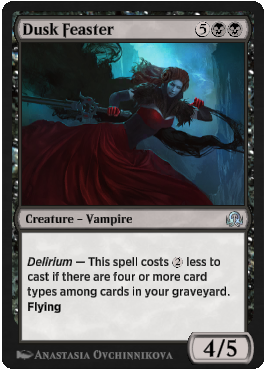 Dusk Feaster 5
Creature – Vampire
Delirium — This spell costs 2 less to
cast if there are four or more card
types among cards in your graveyard.
Flying
Anastasia Ovchinnikova
4/5